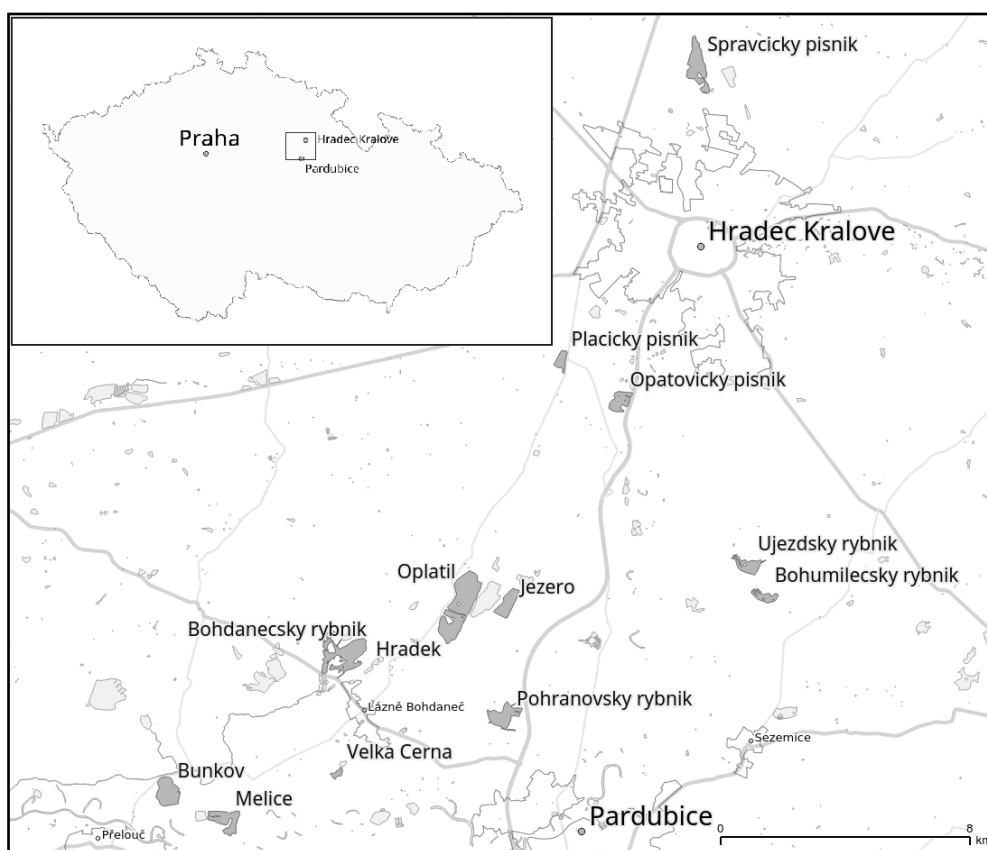 Spravcicky pisnik
Praha
Hradec Kralove
Pardubice
Hradec Kralove
Placicky pisnik
Opatovicky pisnik
Ujezdsky rybnik
Oplatil
Bohumilecsky rybnik
Jezero
Bohdanecsky rybnik
Hradek
Pohranovsky rybnik
Lázně Bohdaneč
Sezemice
Velka Cerna
Bunkov
Melice
Pardubice
Přelouč
0
8
km